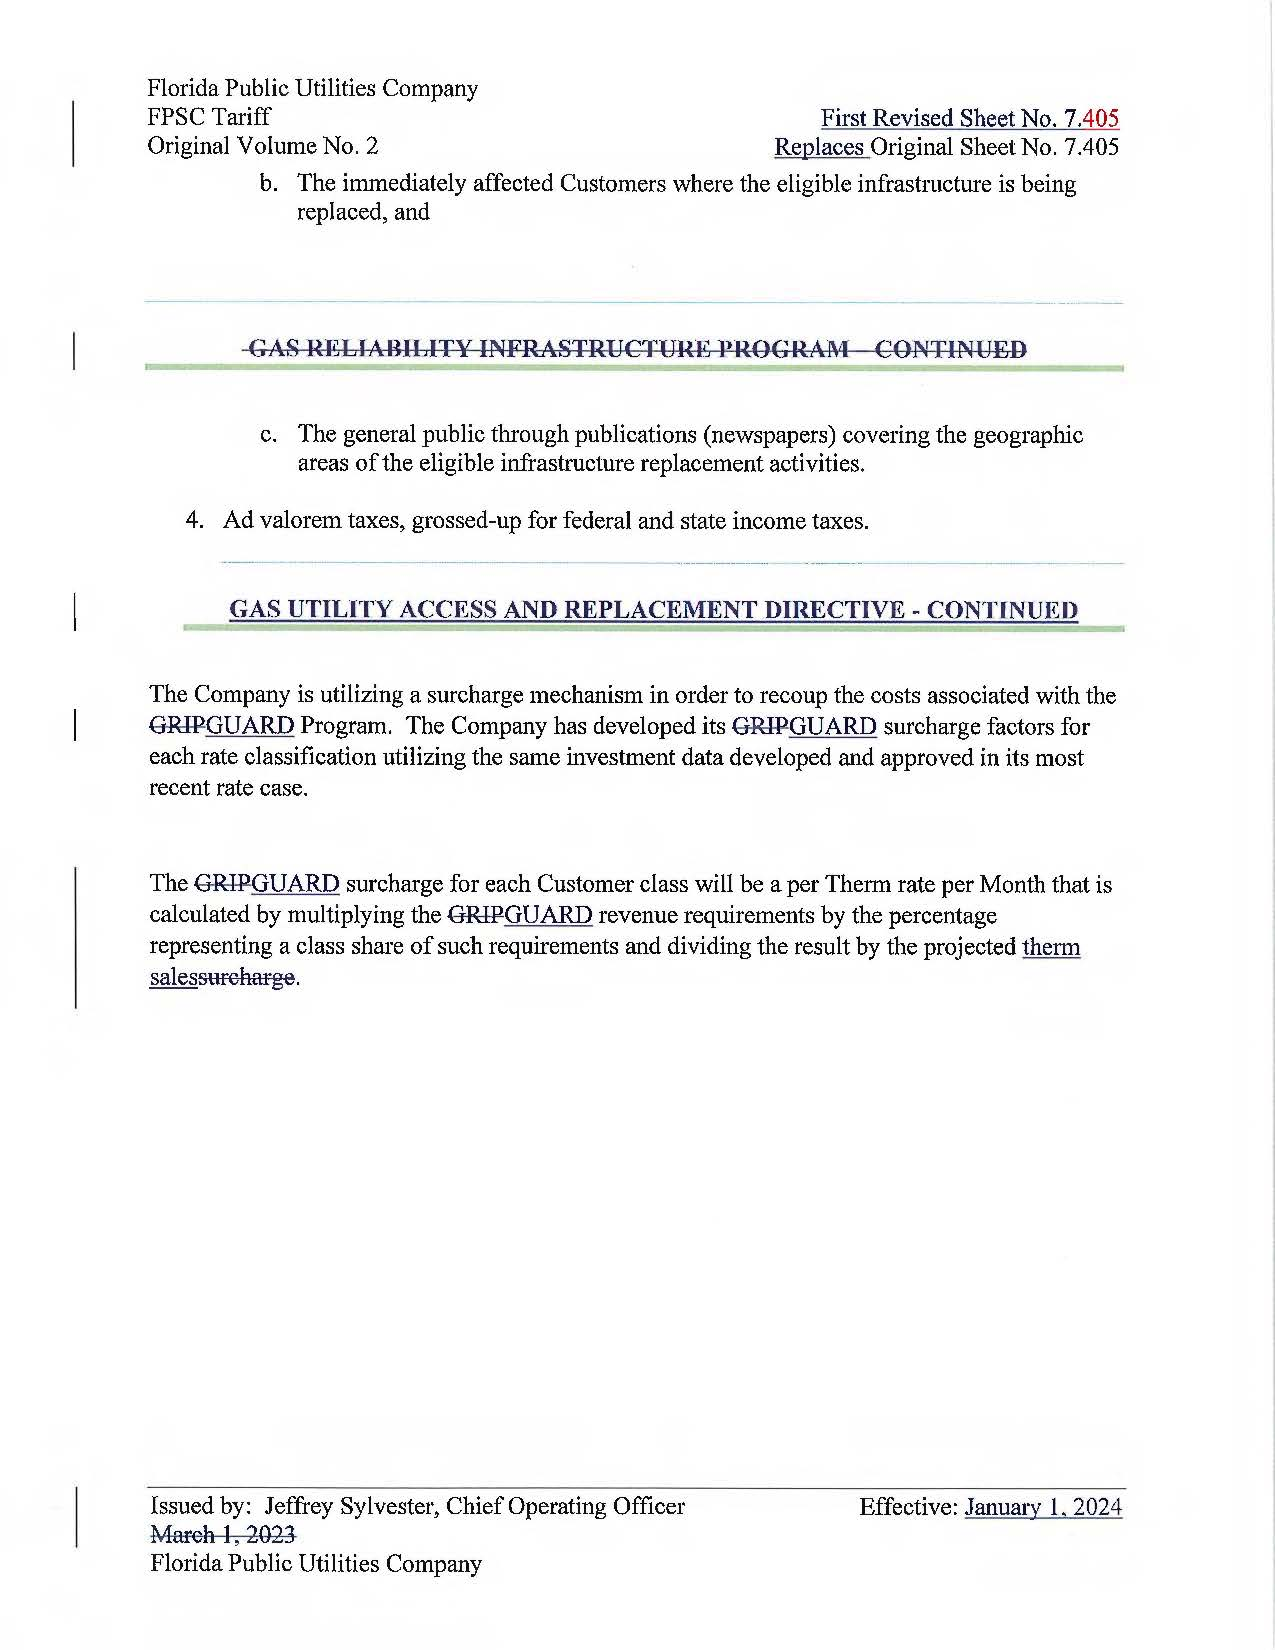 Florida Public Utilities Company
FPSC Tariff First Revised Sheet No. 7.405
Original Volume No. 2 Replaces Original Sheet No. 7.405
b. The immediately affected Customers where the eligible infrastructure is being
replaced, and
GAS RELIABILITY INFRASTRUCTURE PROGRAM – CONTINUED
c. The general public through publications (newspapers) covering the geographic
areas of the eligible infrastructure replacement activities.
4. Ad valorem taxes, grossed-up for federal and state income taxes.
GAS UTILITY ACCESS AND REPLACEMENT DIRECTIVE - CONTINUED
The Company is utilizing a surcharge mechanism in order to recoup the costs associated with the
GRIPGUARD Program. The Company has developed its GRIPGUARD surcharge factors for
each rate classification utilizing the same investment data developed and approved in its most
recent rate case.
The GRIPGUARD surcharge for each Customer class will be a per Therm rate per Month that is
calculated by multiplying the GRIPGUARD revenue requirements by the percentage
representing a class share of such requirements and dividing the result by the projected therm
salessurcharge.
Issued by: Jeffrey Sylvester, Chief Operating Officer Effective: January 1, 2024
March 1, 2023
Florida Public Utilities Company